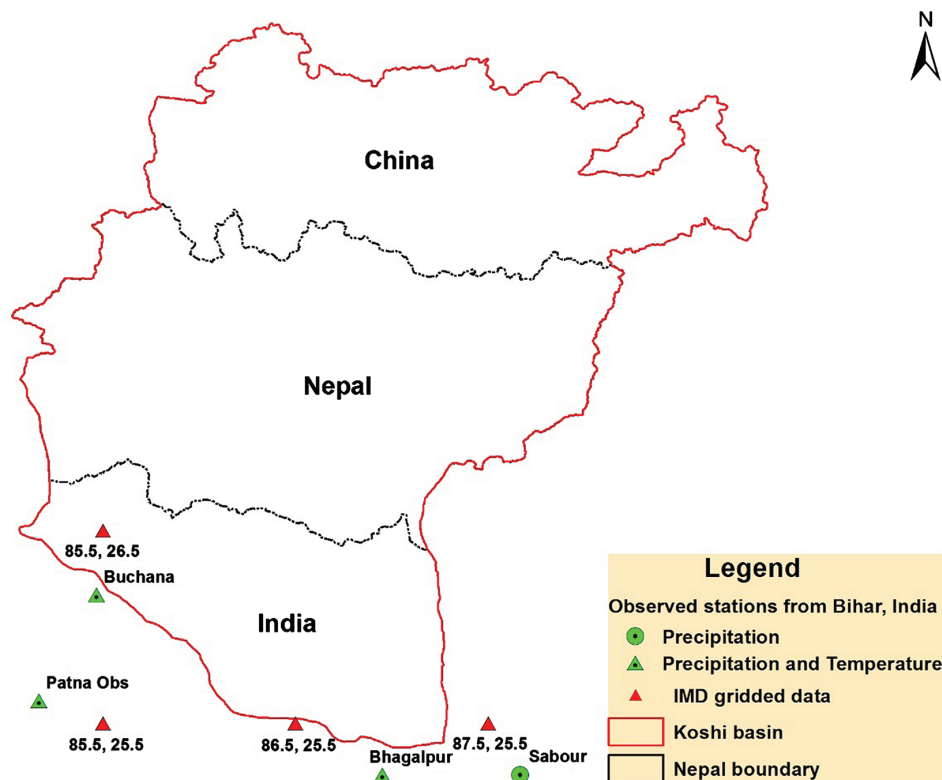 N
China
Nepal
85.5, 26.5
Buchana
India
Patna Obs
85.5, 25.5
86.5, 25.5
87.5, 25.5
Bhagalpur
Sabour
Legend
Observed stations from Bihar, India
Precipitation
Precipitation and Temperature
IMD gridded data
Koshi basin
Nepal boundary